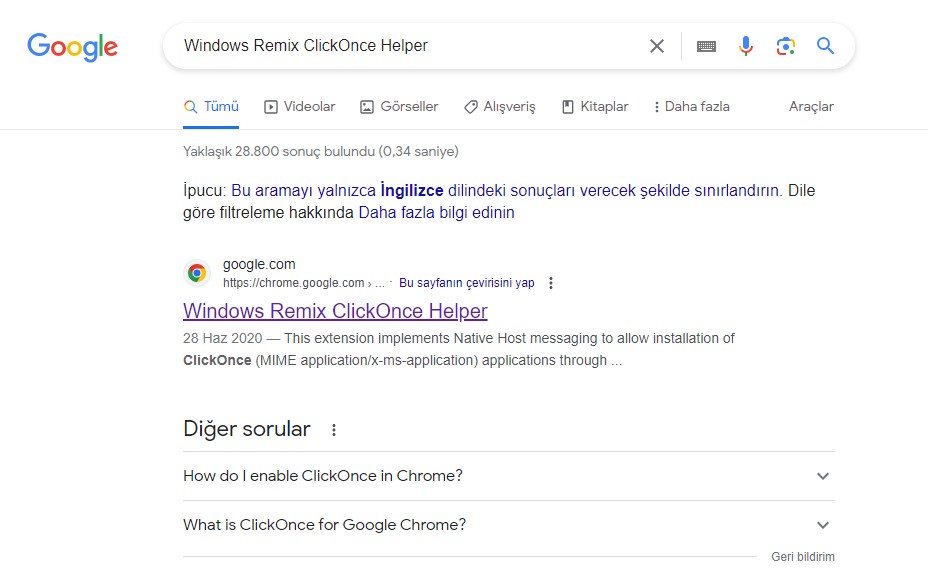 Google
Windows Remix ClickOnce Helper
Tümü Videolar Görseller Alışveriş Kitaplar Daha fazla Araçlar
Yaklaşık 28.800 sonuç bulundu (0,34 saniye)
İpucu: Bu aramayı yalnızca İngilizce dilindeki sonuçları verecek şekilde sınırlandırın. Dile
göre filtreleme hakkında Daha fazla bilgi edinin
google.com
https://chrome.google.com › ... · Bu sayfanın çevirisini yap
Windows Remix ClickOnce Helper
28 Haz 2020 — This extension implements Native Host messaging to allow installation of
ClickOnce (MIME application/x-ms-application) applications through ...
Diğer sorular
How do I enable ClickOnce in Chrome?
What is ClickOnce for Google Chrome?
Geri bildirim